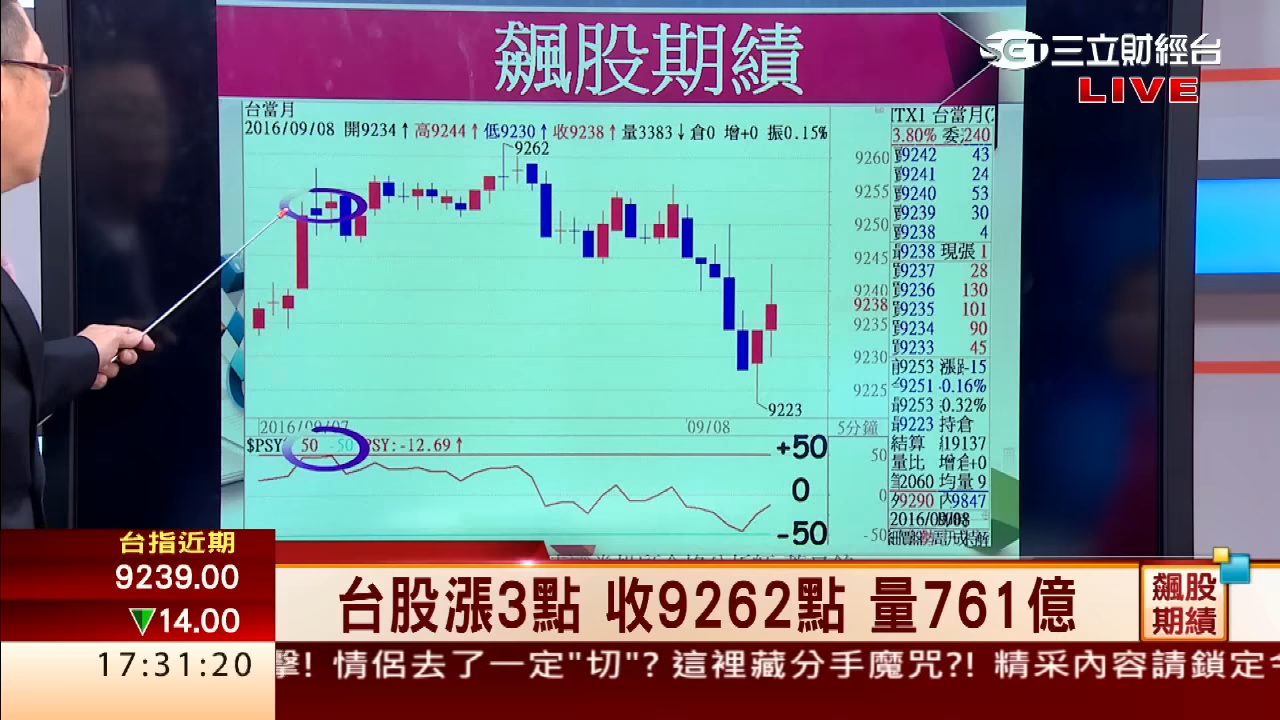 飆股期績
SET三立財經台
LIVE
台當月
2016/09/08 開9234↑ 高9244↑ 低9230↑ 收9238↑ 量3383↓ 倉0 增+0 振0.15%
9262
9223
9260
9255
9250
9245
9240
9238
9235
9230
9225
2016/09/07
09/08
5分鐘
$PSY 50 -50 PSY:-12.69↑
+50
0
-50
50
0
-50
TX1 台當月
3.80% 委 240
9242 43
9241 24
9240 53
9239 30
9238 4
9238 現張 1
9237 28
9236 130
9235 101
9234 90
9233 45
9253 漲跌-15
9251 -0.16%
9253 0.32%
9223 持倉
結算 19137
量比 增倉+0
2060 均量 9
9290 內9847
2016/09/08
台指近期
9239.00
▼14.00
17:31:20
台股漲3點 收9262點 量761億
飆股
期績
擊! 情侶去了一定"切"? 這裡藏分手魔咒?! 精采內容請鎖定今